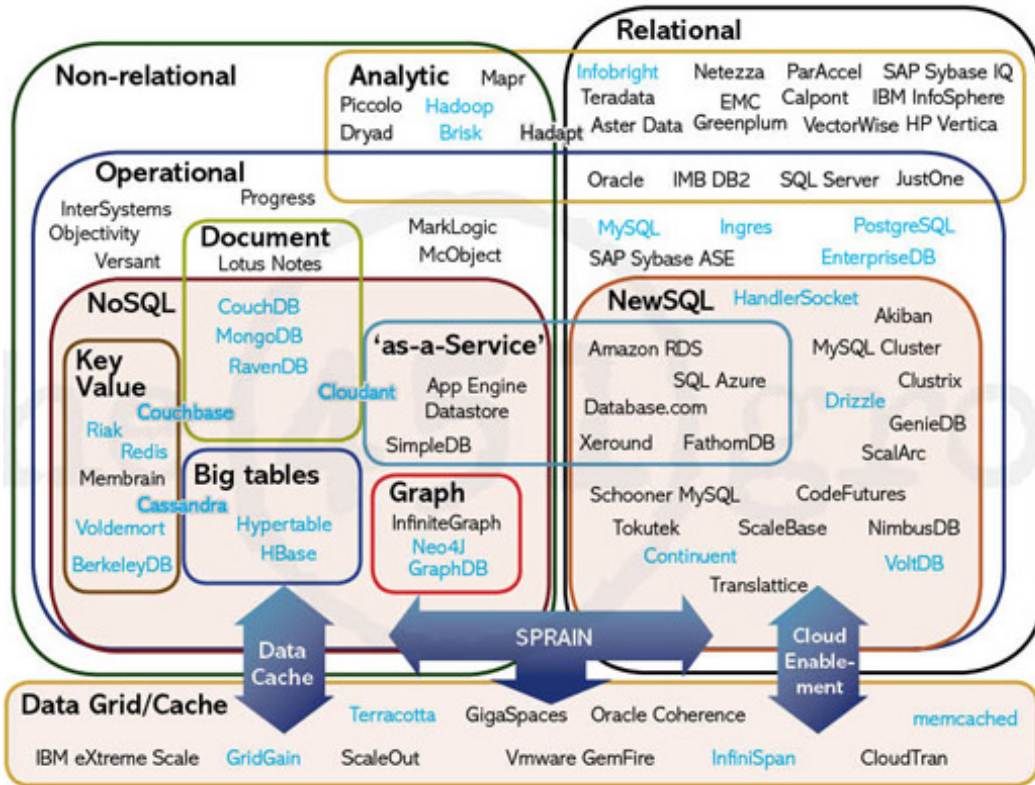 Relational
Non-relational
Analytic
Mapr
Piccolo
Hadoop
Dryad
Brisk
Hadapt
Infobright Netezza ParAccel SAP Sybase IQ
Teradata EMC Calpont IBM InfoSphere
Aster Data Greenplum VectorWise HP Vertica
Operational
Oracle IMB DB2 SQL Server JustOne
Progress
InterSystems
Objectivity
Versant
MarkLogic
McObject
MySQL Ingres PostgreSQL
SAP Sybase ASE EnterpriseDB
Document
Lotus Notes
NoSQL
CouchDB
MongoDB
RavenDB
Key
Value
Couchbase
Riak
Redis
Membrain
Cassandra
Voldemort
BerkeleyDB
Cloudant
'as-a-Service'
App Engine
Datastore
SimpleDB
Big tables
Hypertable
HBase
Graph
InfiniteGraph
Neo4J
GraphDB
NewSQL HandlerSocket
Akiban
Amazon RDS MySQL Cluster
SQL Azure Clustrix
Database.com Drizzle
GenieDB
Xeround FathomDB ScalArc
Schooner MySQL CodeFutures
Tokutek ScaleBase NimbusDB
Continuent VoltDB
Translattice
Data
Cache
SPRAIN
Cloud
Enable-
ment
Data Grid/Cache
Terracotta GigaSpaces Oracle Coherence memcached
IBM eXtreme Scale GridGain ScaleOut Vmware GemFire InfiniSpan CloudTran